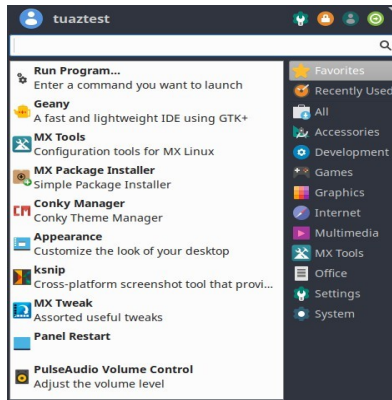 tuaztest
Run Program...
Enter a command you want to launch
Geany
A fast and lightweight IDE using GTK+
MX Tools
Configuration tools for MX Linux
MX Package Installer
Simple Package Installer
Conky Manager
Conky Theme Manager
Appearance
Customize the look of your desktop
ksnip
Cross-platform screenshot tool that provi...
MX Tweak
Assorted useful tweaks
Panel Restart
PulseAudio Volume Control
Adjust the volume level
Favorites
Recently Used
All
Accessories
Development
Games
Graphics
Internet
Multimedia
MX Tools
Office
Settings
System